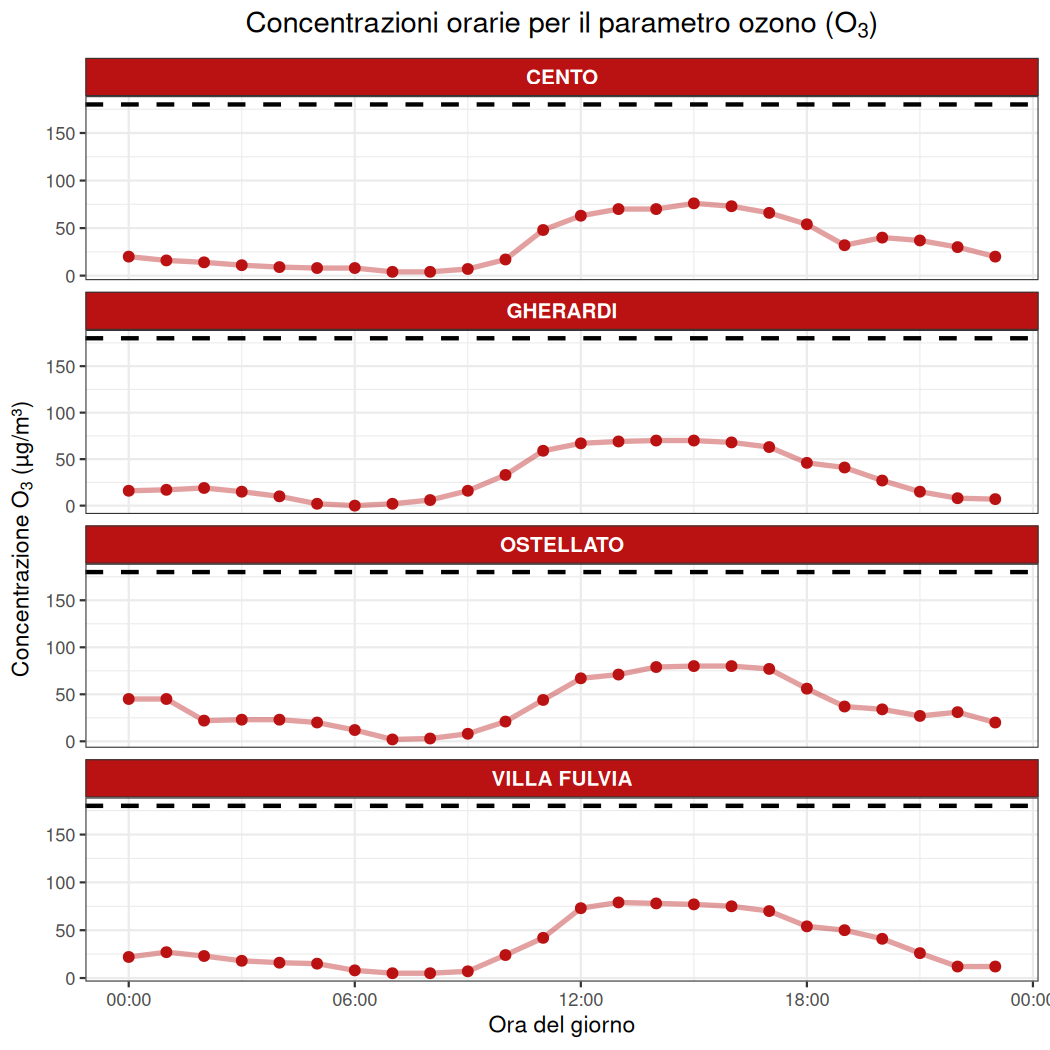 Concentrazioni orarie per il parametro ozono (O₃)
Concentrazione O₃ (µg/m³)
CENTO
150
100
50
0
GHERARDI
150
100
50
0
OSTELLATO
150
100
50
0
VILLA FULVIA
150
100
50
0
00:00 06:00 12:00 18:00 00:0
Ora del giorno